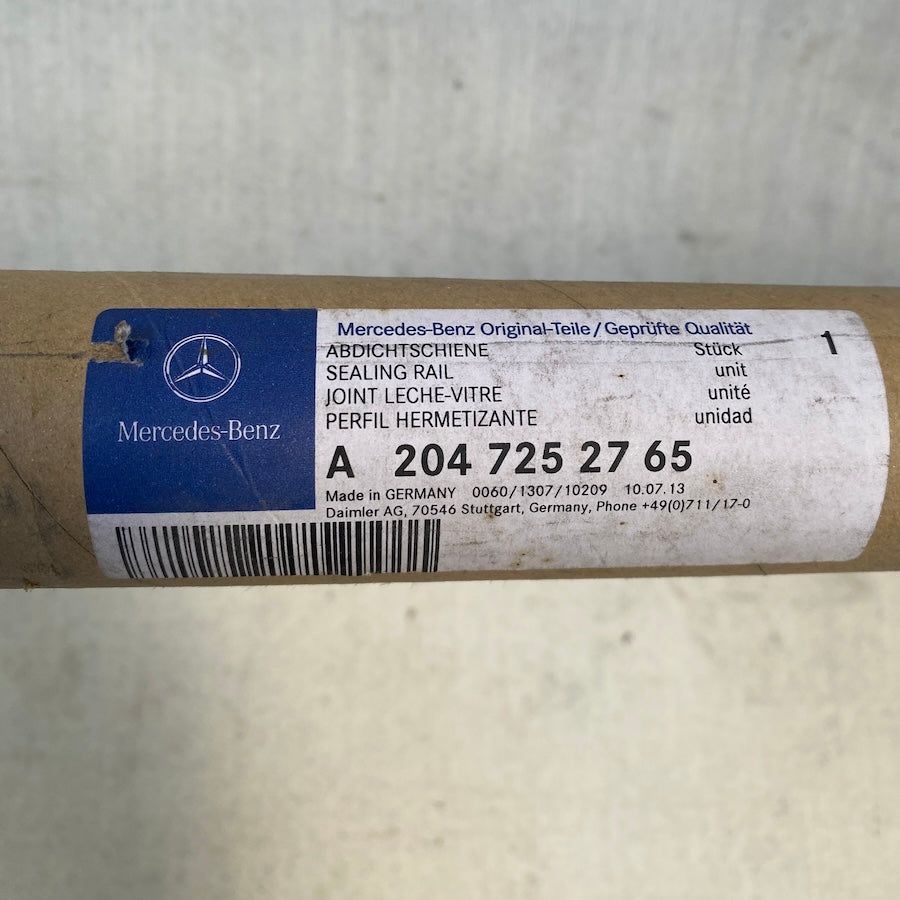 Mercedes-Benz
Mercedes-Benz Original-Teile/Geprüfte Qualität
ABDICHTSCHIENE Stück 1
SEALING RAIL unit
JOINT LECHE-VITRE unité
PERFIL HERMETIZANTE unidad
A 204 725 27 65
Made in GERMANY 0060/1307/10209 10.07.13
Daimler AG, 70546 Stuttgart, Germany, Phone +49(0)711/17-0